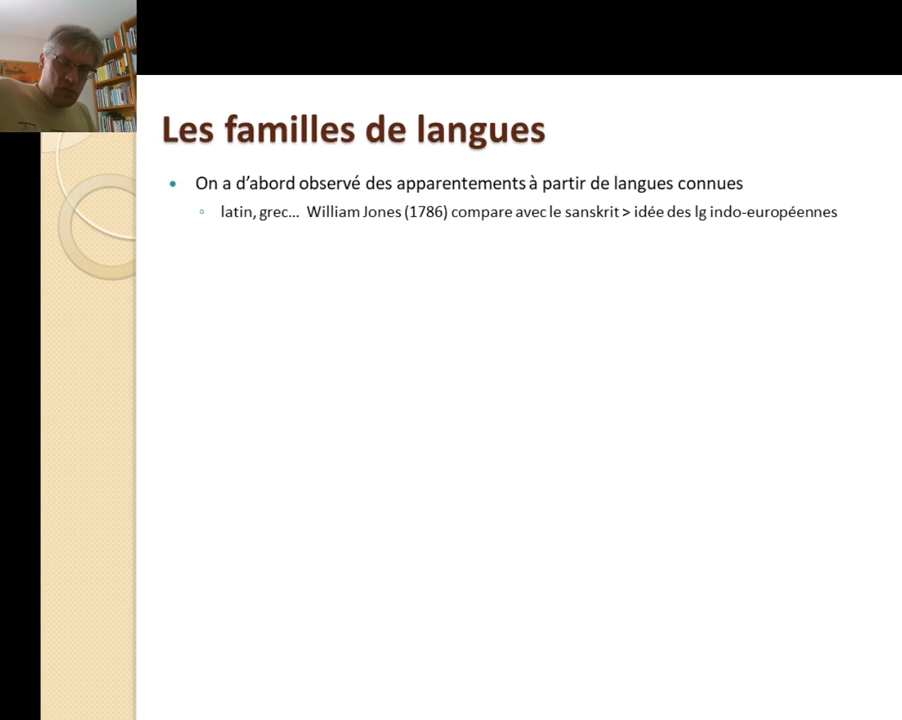 Les familles de langues
On a d’abord observé des apparentements à partir de langues connues
latin, grec… William Jones (1786) compare avec le sanskrit > idée des lg indo-européennes